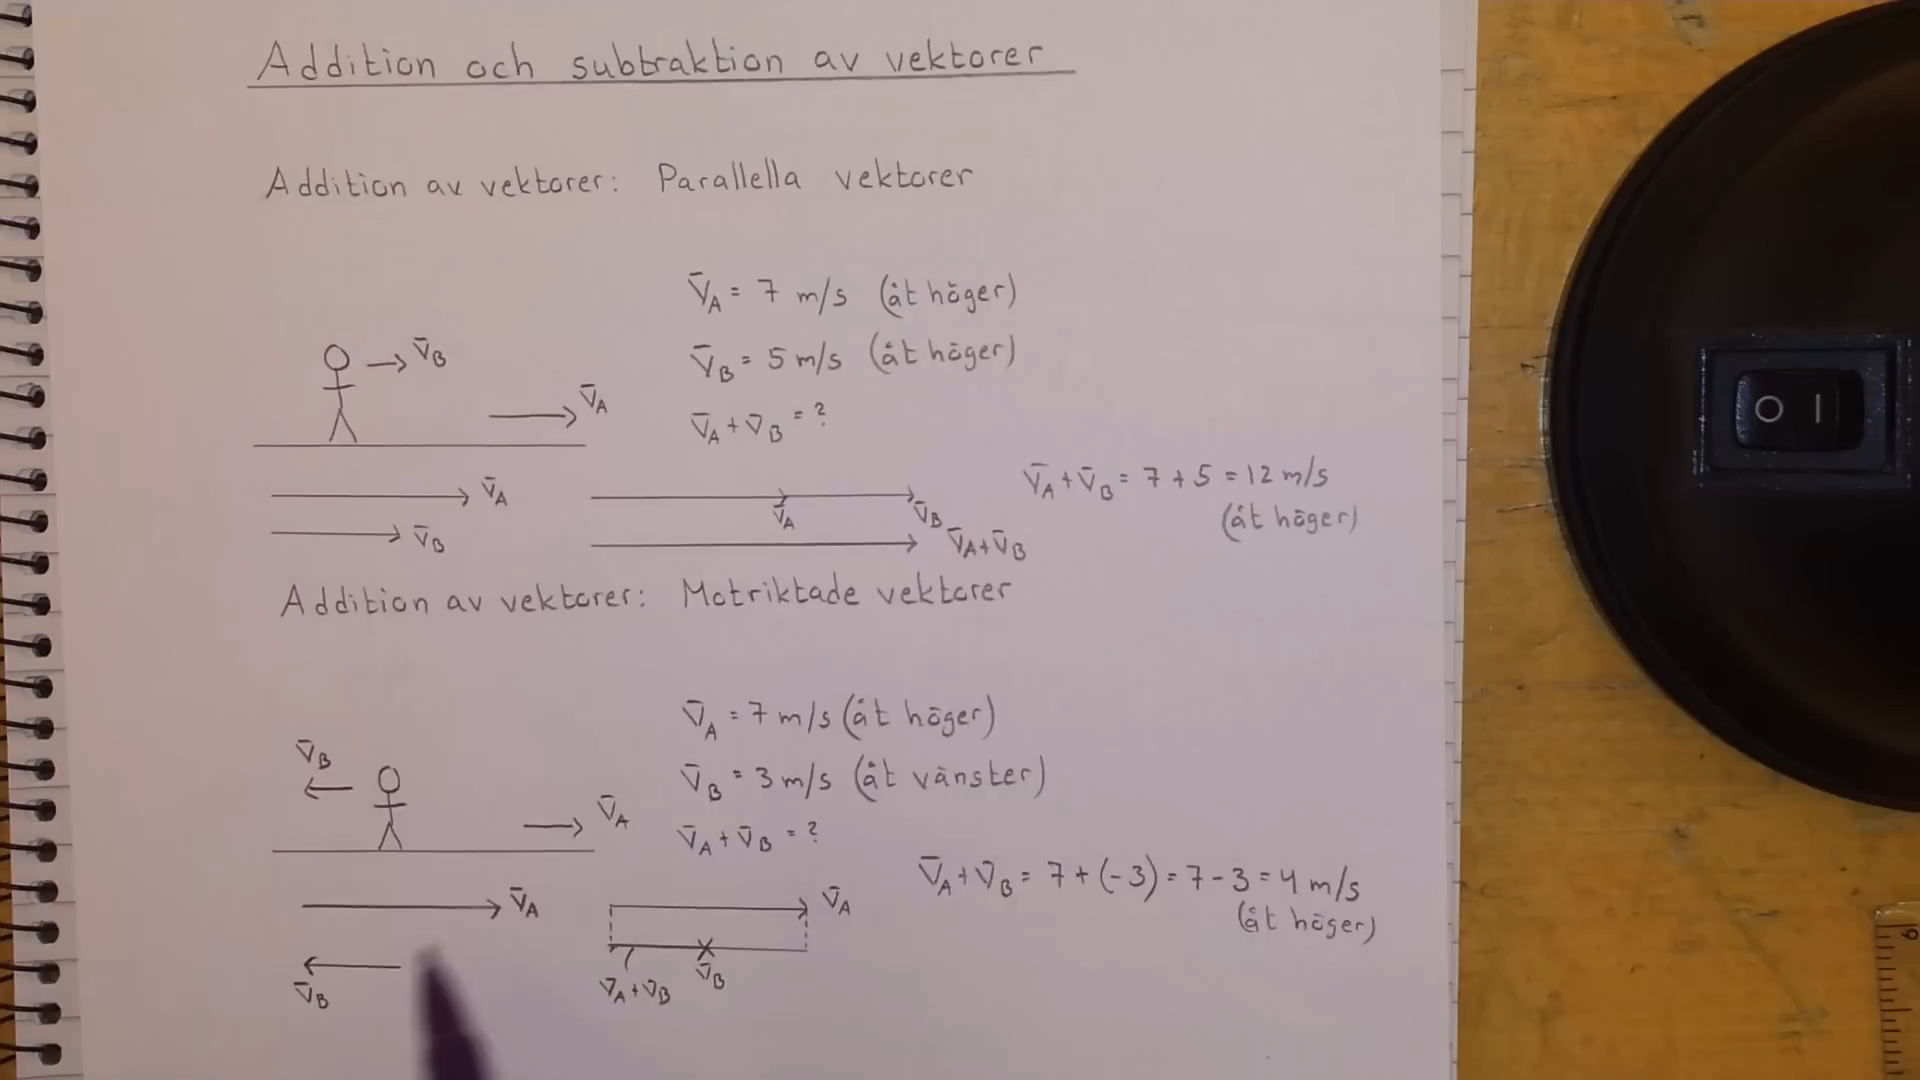 Addition och subtraktion av vektorer
Addition av vektorer: Parallella vektorer
V̄A = 7 m/s (åt höger)
V̄B = 5 m/s (åt höger)
V̄A + V̄B = ?
V̄B
V̄A
V̄A
V̄B
V̄A
V̄B
V̄A+V̄B
V̄A + V̄B = 7 + 5 = 12 m/s
(åt höger)
Addition av vektorer: Motriktade vektorer
V̄A = 7 m/s (åt höger)
V̄B = 3 m/s (åt vänster)
V̄A + V̄B = ?
V̄B
V̄A
V̄A
V̄B
V̄A
V̄B
V̄A+V̄B
V̄A + V̄B = 7 + (-3) = 7 - 3 = 4 m/s
(åt höger)
O I
9